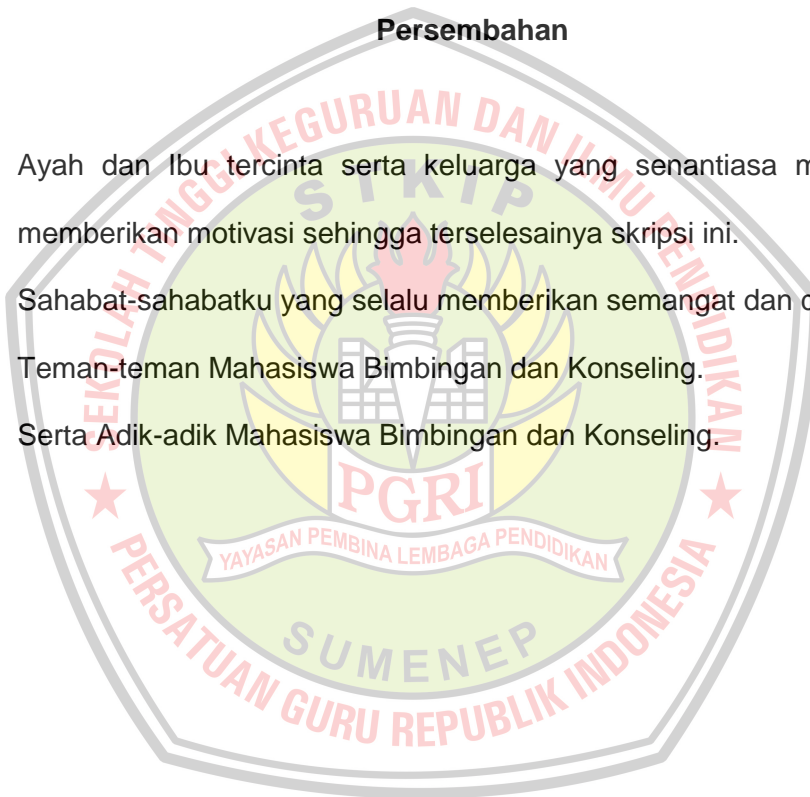 Persembahan
SEKOLAH TINGGI KEGURUAN DAN ILMU PENDIDIKAN
STKIP
Ayah dan Ibu tercinta serta keluarga yang senantiasa
memberikan motivasi sehingga terselesainya skripsi ini.
Sahabat-sahabatku yang selalu memberikan semangat dan
Teman-teman Mahasiswa Bimbingan dan Konseling.
Serta Adik-adik Mahasiswa Bimbingan dan Konseling.
PGRI
YAYASAN PEMBINA LEMBAGA PENDIDIKAN
SUMENEP
PERSATUAN GURU REPUBLIK INDONESIA